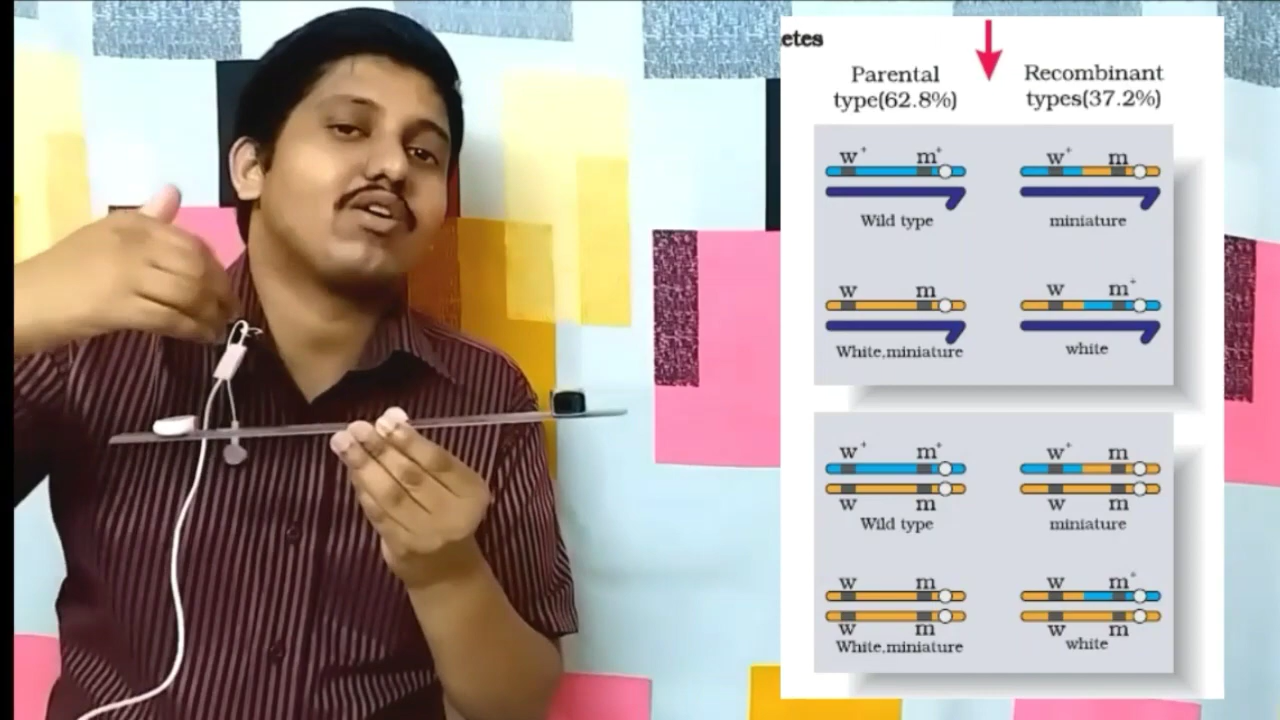 etes
Parental
type(62.8%)
Recombinant
types(37.2%)
w⁺ m⁺
w⁺ m
Wild type
miniature
w m
w m⁺
White,miniature
white
w⁺ m⁺
w⁺ m
w m
w m
Wild type
miniature
w m
w m⁺
w m
w m
White,miniature
white